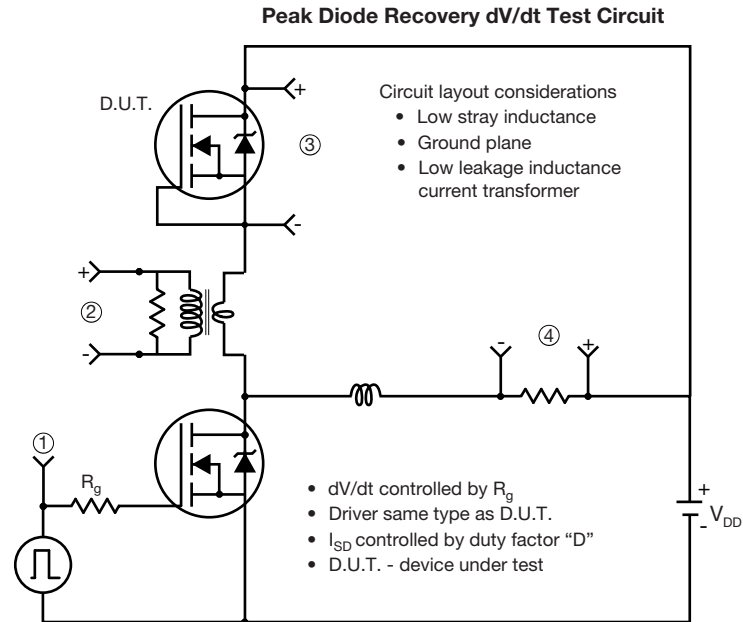 Peak Diode Recovery dV/dt Test Circuit
D.U.T.
+
③
-
Circuit layout considerations
• Low stray inductance
• Ground plane
• Low leakage inductance
current transformer
+
②
-
-
④
+
①
Rg
• dV/dt controlled by Rg
• Driver same type as D.U.T.
• ISD controlled by duty factor “D”
• D.U.T. - device under test
+
VDD
-